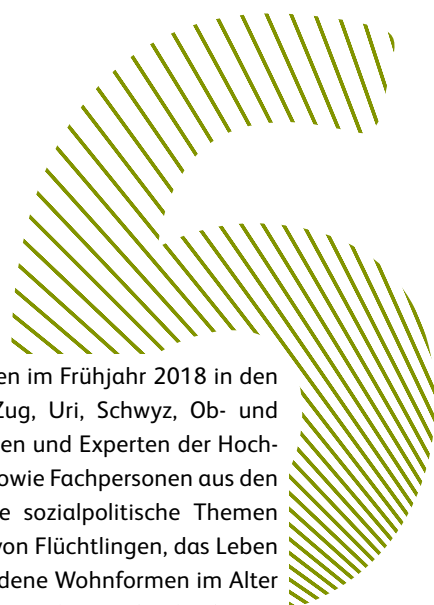 en im Frühjahr 2018 in den
Zug, Uri, Schwyz, Ob- und
en und Experten der Hoch-
owie Fachpersonen aus den
e sozialpolitische Themen
von Flüchtlingen, das Leben
dene Wohnformen im Alter